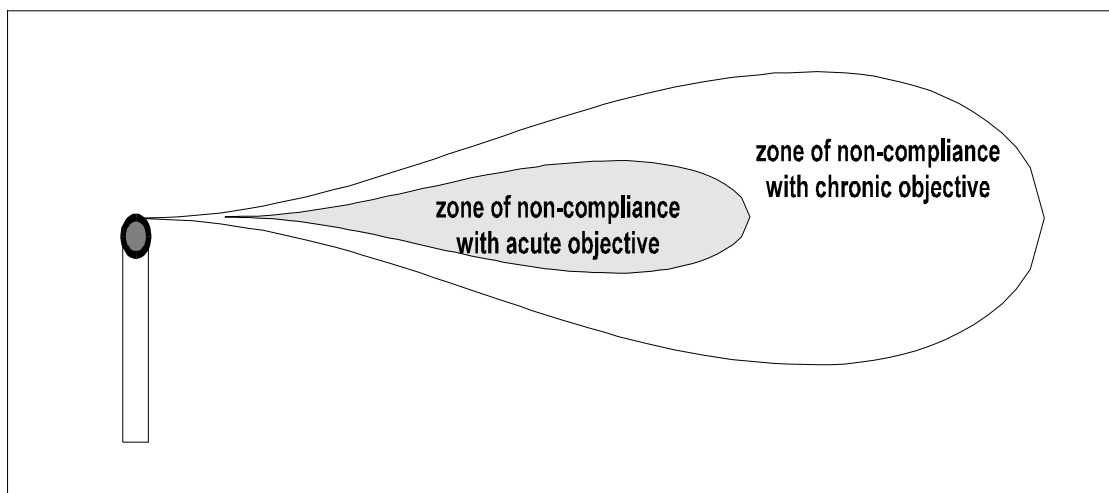 zone of non-compliance
with chronic objective
zone of non-compliance
with acute objective